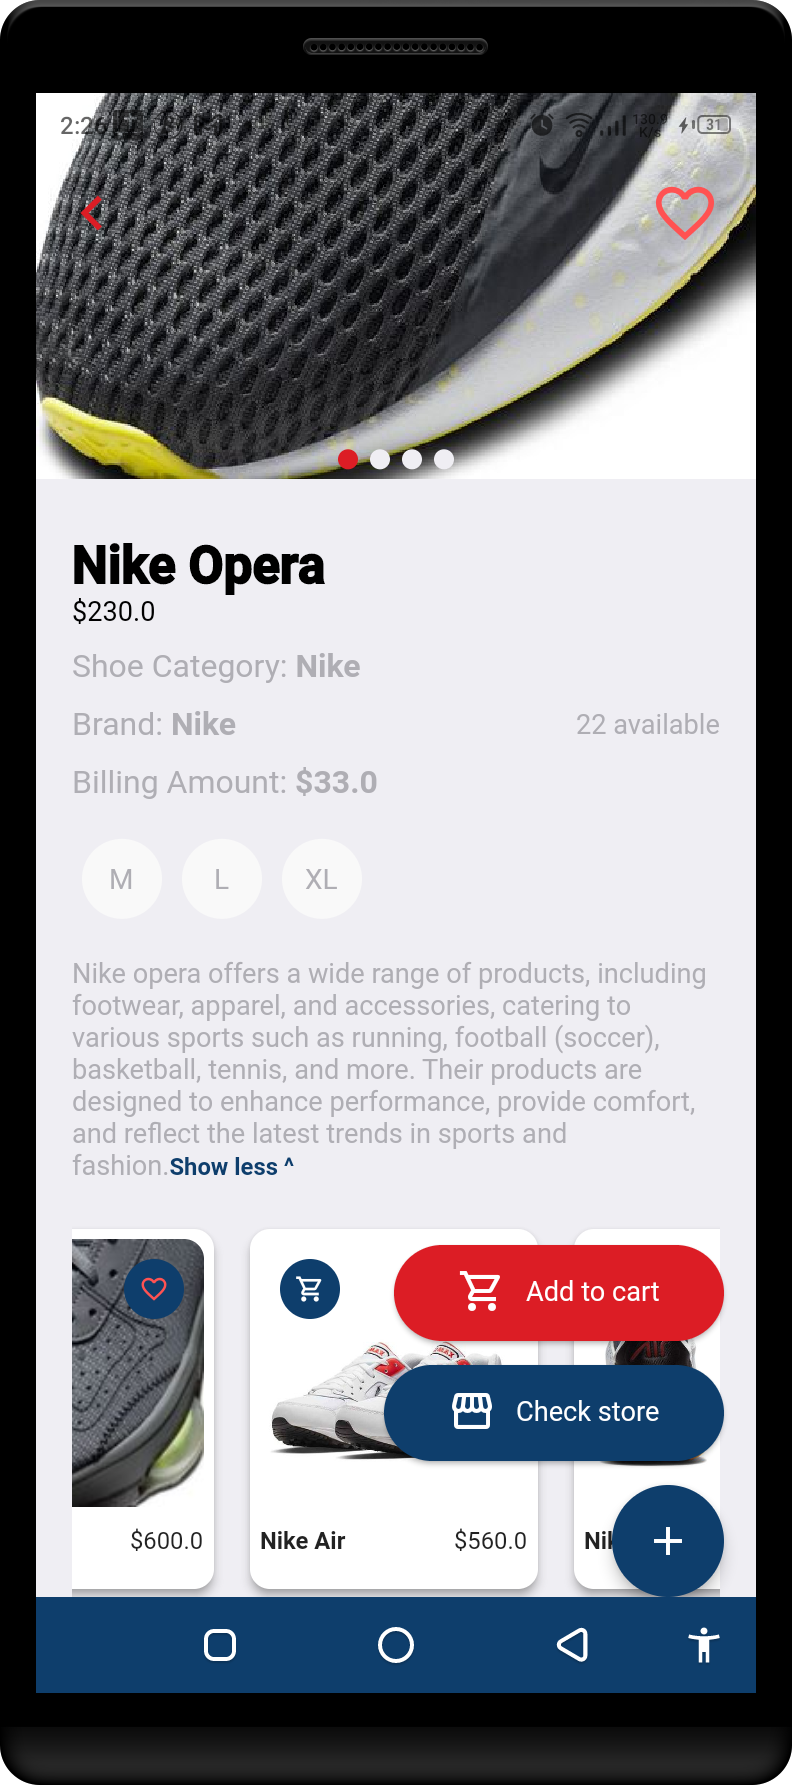 2:26
130.9
K/s
31
Nike Opera
$230.0
Shoe Category: Nike
Brand: Nike
22 available
Billing Amount: $33.0
M
L
XL
Nike opera offers a wide range of products, including
footwear, apparel, and accessories, catering to
various sports such as running, football (soccer),
basketball, tennis, and more. Their products are
designed to enhance performance, provide comfort,
and reflect the latest trends in sports and
fashion.Show less ^
Add to cart
Check store
$600.0
Nike Air
$560.0